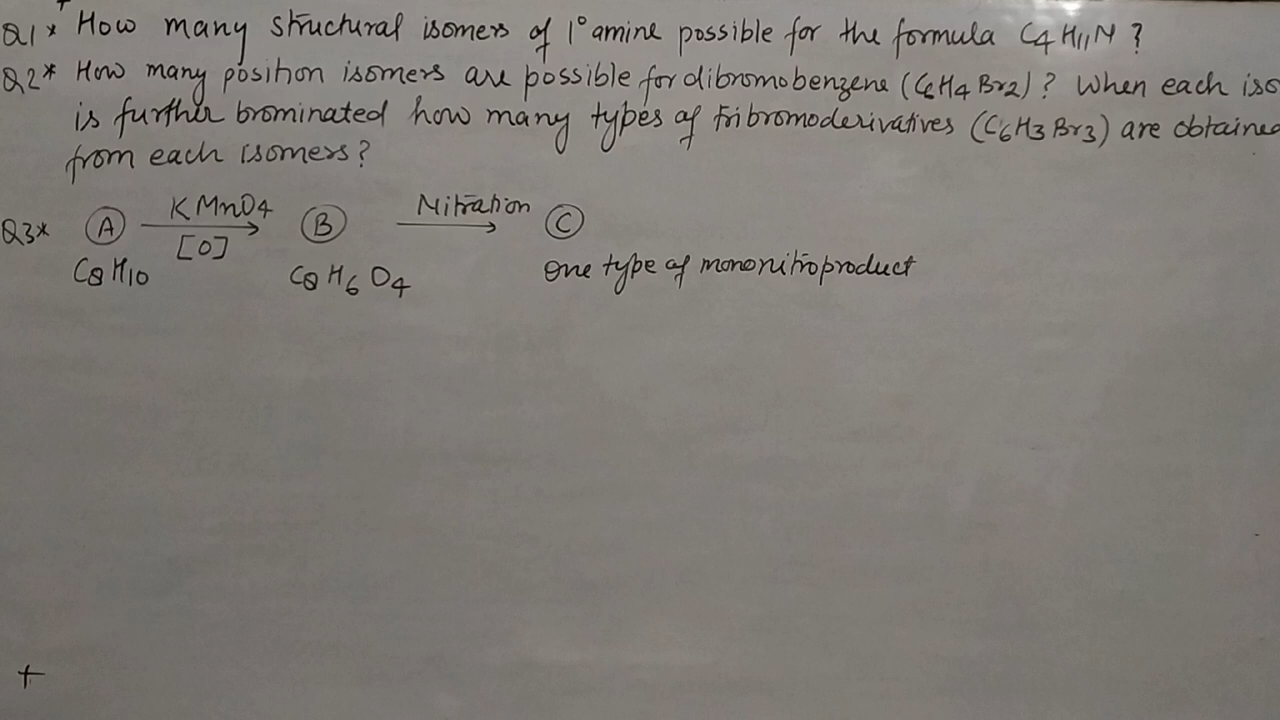 Q1* How many structural isomers of 1° amine possible for the formula C4H11N?
Q2* How many position isomers are possible for dibromobenzene (C6H4Br2)? When each iso
is further brominated how many types of tribromoderivatives (C6H3Br3) are obtained
from each isomers?
Q3* A KMnO4 [O] B Nitration C
C8H10 C8H6O4 One type of mononitroproduct
+